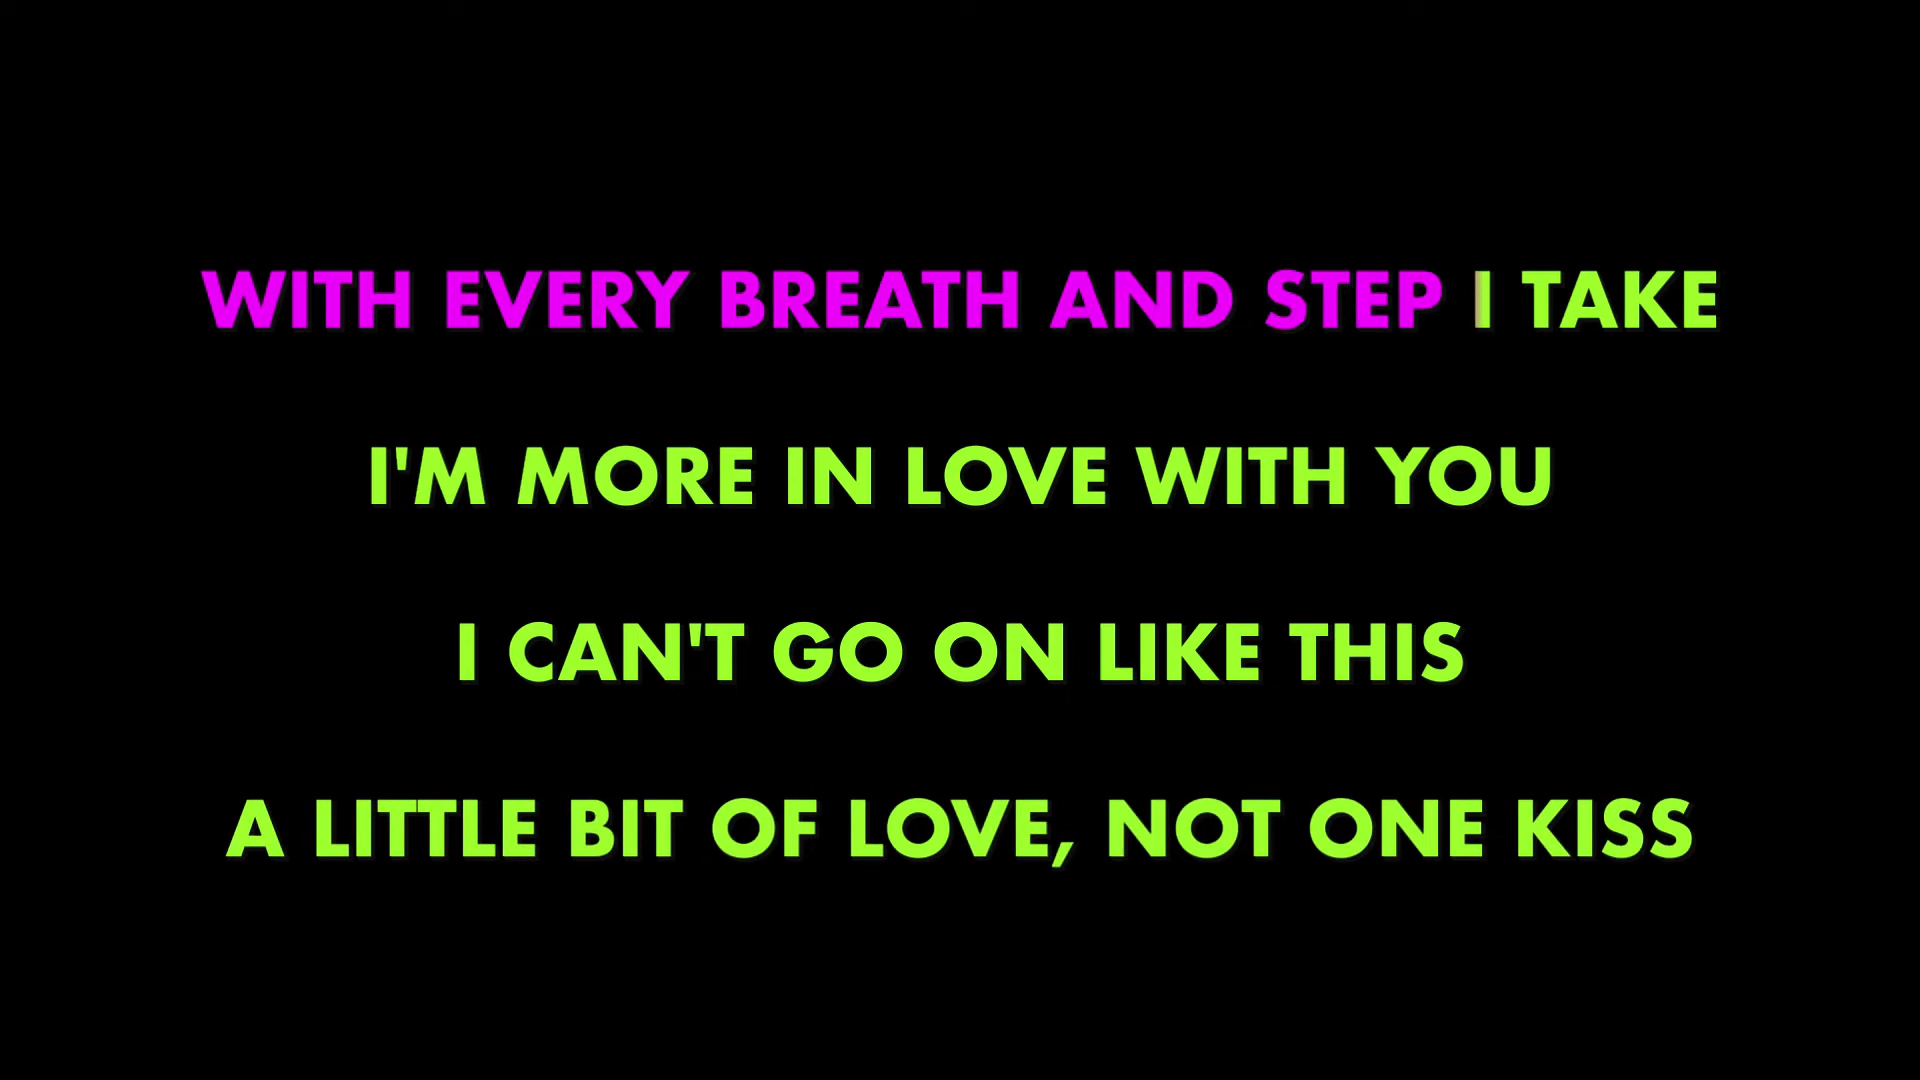 WITH EVERY BREATH AND STEP I TAKE
I'M MORE IN LOVE WITH YOU
I CAN'T GO ON LIKE THIS
A LITTLE BIT OF LOVE, NOT ONE KISS